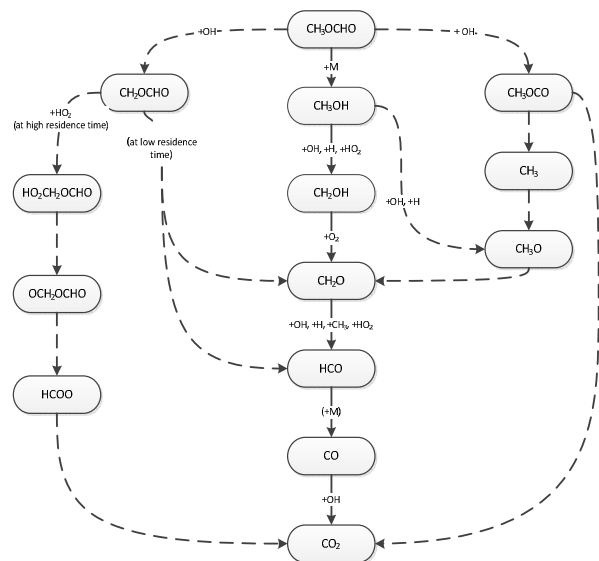 CH₃OCHO
+OH·
+ OH·
+M
CH₂OCHO
CH₃OH
CH₃OCO
+HO₂
(at high residence time)
(at low residence
time)
+OH, +H, +HO₂
CH₃
HO₂CH₂OCHO
CH₂OH
+OH, +H
+O₂
CH₃O
CH₂O
OCH₂OCHO
+OH, +H, +CH₃, +HO₂
HCO
HCOO
(+M)
CO
+OH
CO₂